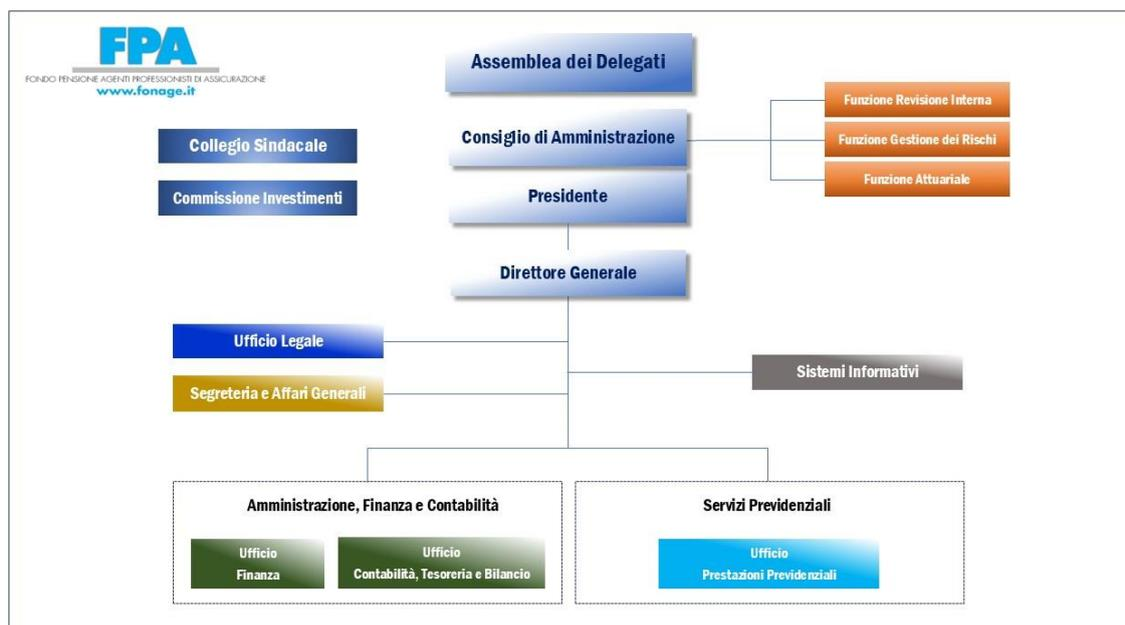 FPA
FONDO PENSIONE AGENTI PROFESSIONISTI DI ASSICURAZIONE
www.fonage.it
Assemblea dei Delegati
Collegio Sindacale
Commissione Investimenti
Consiglio di Amministrazione
Funzione Revisione Interna
Funzione Gestione dei Rischi
Funzione Attuariale
Presidente
Direttore Generale
Ufficio Legale
Segreteria e Affari Generali
Sistemi Informativi
Amministrazione, Finanza e Contabilità
Ufficio
Finanza
Ufficio
Contabilità, Tesoreria e Bilancio
Servizi Previdenziali
Ufficio
Prestazioni Previdenziali